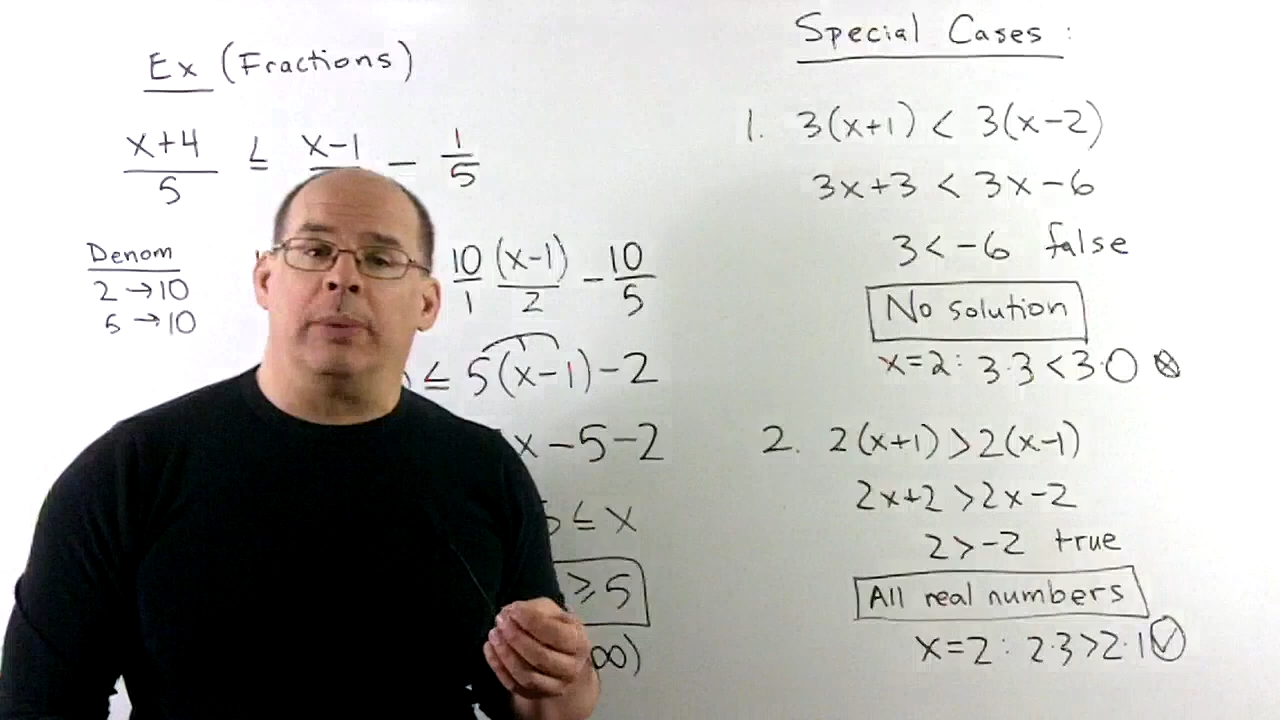 Ex (Fractions)
x+4/5 ≤ x-1/ - 1/5
Denom
2 → 10
5 → 10
10/1 (x-1)/2 - 10/5
≤ 5(x-1) - 2
x - 5 - 2
≤ x
≥ 5
∞)
Special Cases:
1. 3(x+1) < 3(x-2)
3x+3 < 3x-6
3 < -6 false
No solution
x=2: 3·3 < 3·0 ⊗
2. 2(x+1) > 2(x-1)
2x+2 > 2x-2
2 > -2 true
All real numbers
x=2: 2·3 > 2·1 ✓